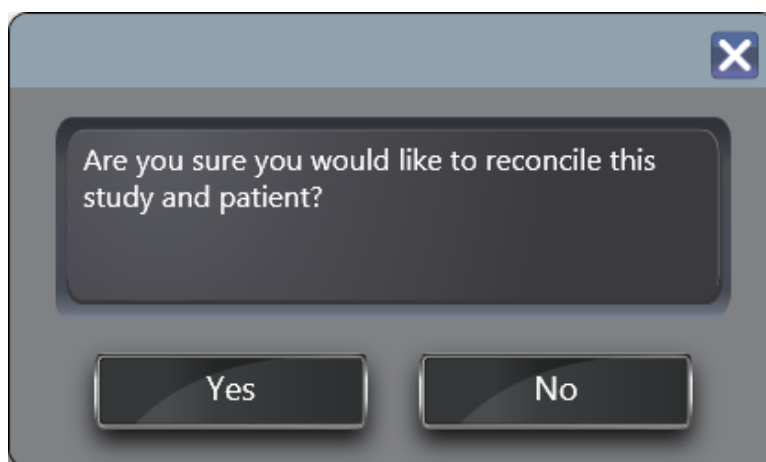 Are you sure you would like to reconcile this
study and patient?
Yes
No